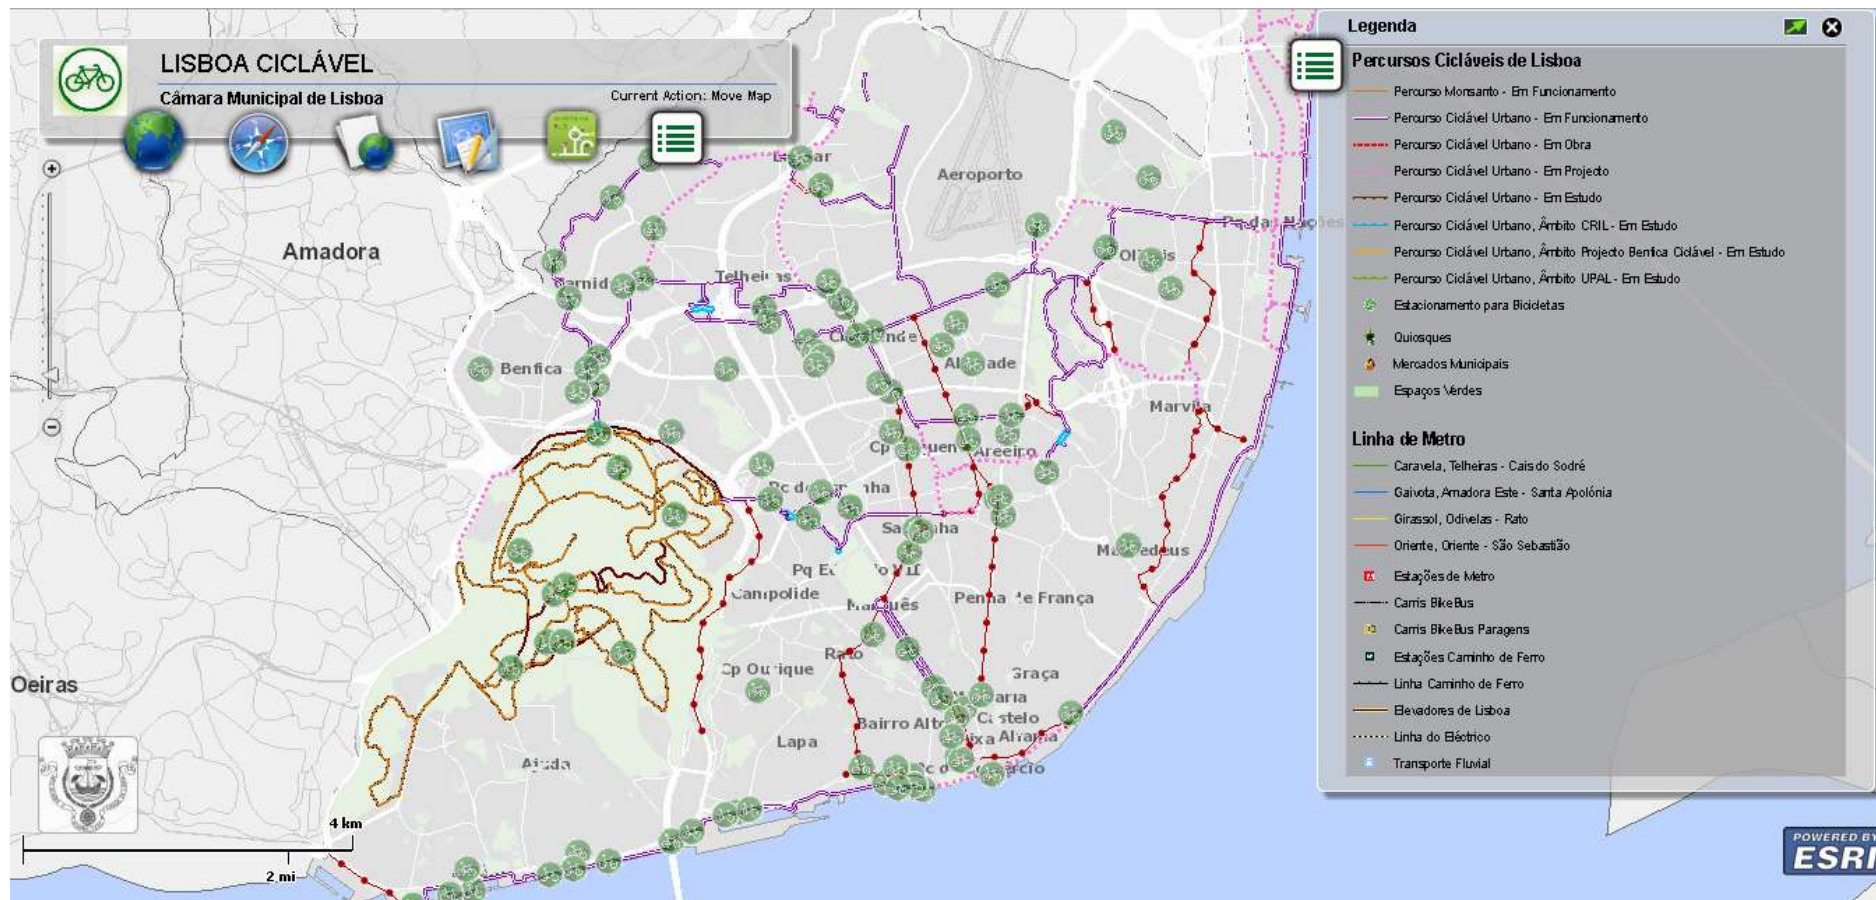 LISBOA CICLÁVEL
Câmara Municipal de Lisboa
Current Action: Move Map
Legenda
Percursos Cicláveis de Lisboa
Percurso Monsanto - Em Funcionamento
Percurso Ciclável Urbano - Em Funcionamento
Percurso Ciclável Urbano - Em Obra
Percurso Ciclável Urbano - Em Projecto
Percurso Ciclável Urbano - Em Estudo
Percurso Ciclável Urbano, Âmbito CRIL - Em Estudo
Percurso Ciclável Urbano, Âmbito Projecto Benfica Ciclável - Em Estudo
Percurso Ciclável Urbano, Âmbito UPAL - Em Estudo
Estacionamento para Bicicletas
Quiosques
Mercados Municipais
Espaços Verdes
Linha de Metro
Caravela, Telheiras - Cais do Sodré
Gaivota, Amadora Este - Santa Apolónia
Girassol, Odivelas - Rato
Oriente, Oriente - São Sebastião
Estações de Metro
Carris BikeBus
Carris BikeBus Paragens
Estações Caminho de Ferro
Linha Caminho de Ferro
Elevadores de Lisboa
Linha do Eléctrico
Transporte Fluvial
Aeroporto
Amadora
Telheiras
Benfica
Marvila
Areeiro
Campolide
Penha de França
Rato
Cp Ourique
Graça
Oeiras
Bairro Alto
Castelo
Lapa
Alfama
Ajuda
4 km
2 mi
POWERED BY
ESRI